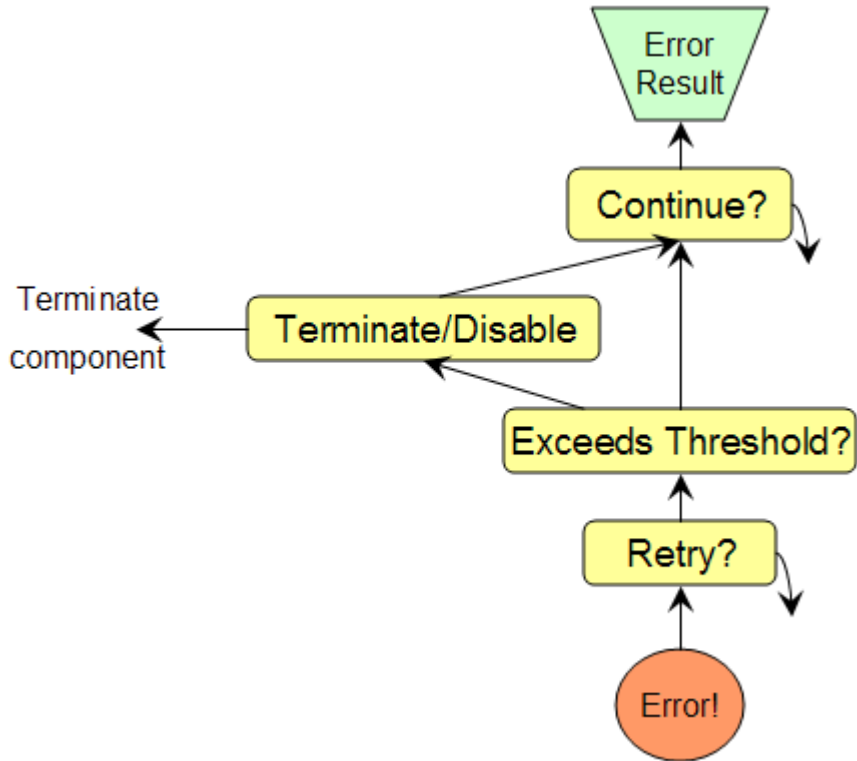 Error
Result
Continue?
Terminate
component
Terminate/Disable
Exceeds Threshold?
Retry?
Error!